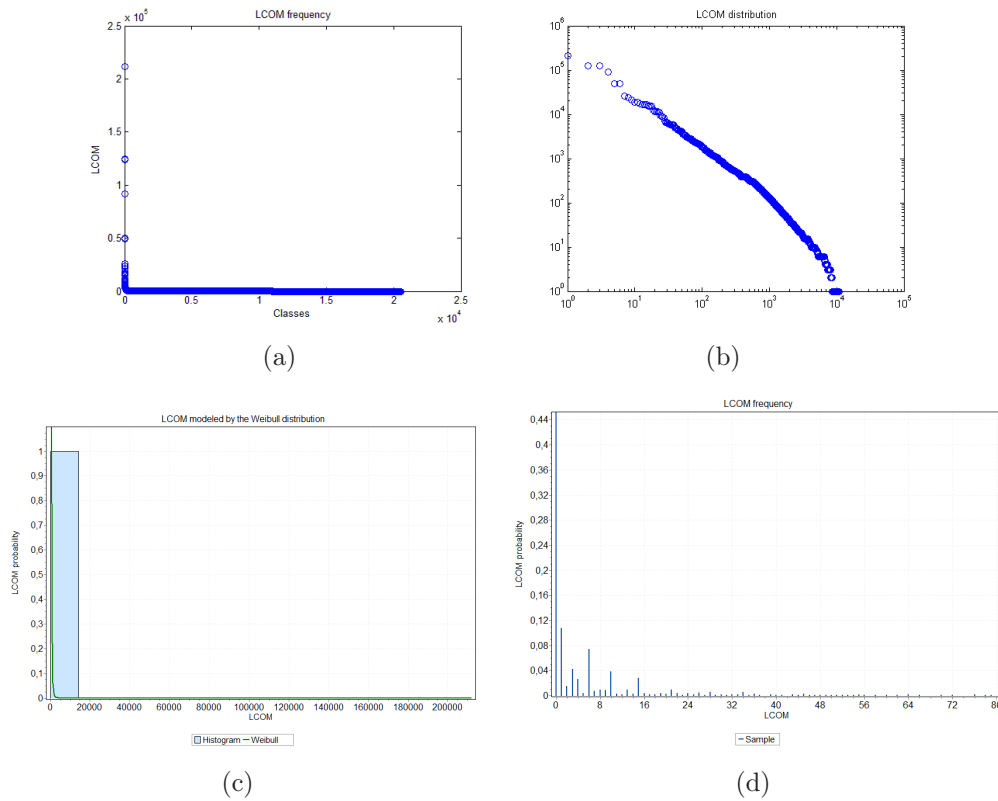 LCOM frequency
x 10^5
2.5
2
1.5
1
0.5
0
LCOM
0 0.5 1 1.5 2 2.5
Classes
x 10^4
(a)
LCOM distribution
10^6
10^5
10^4
10^3
10^2
10^1
10^0
10^0 10^1 10^2 10^3 10^4 10^5
(b)
LCOM modeled by the Weibull distribution
1
0,9
0,8
0,7
0,6
0,5
0,4
0,3
0,2
0,1
0
LCOM probability
0 20000 40000 60000 80000 100000 120000 140000 160000 180000 200000
LCOM
Histogram Weibull
(c)
LCOM frequency
0,44
0,4
0,36
0,32
0,28
0,24
0,2
0,16
0,12
0,08
0,04
0
LCOM probability
0 8 16 24 32 40 48 56 64 72 80
LCOM
Sample
(d)